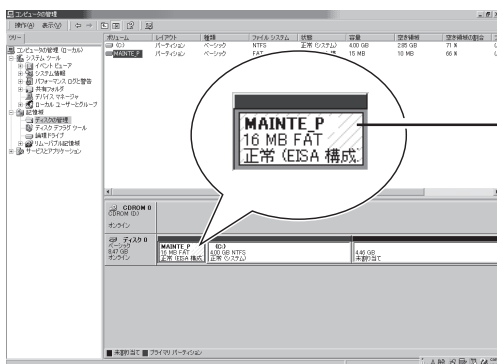 コンピュータの管理
操作(A) 表示(V)
ツリー
コンピュータの管理 (ローカル)
システム ツール
イベント ビューア
システム情報
パフォーマンス ログと警告
共有フォルダ
デバイス マネージャ
ローカル ユーザーとグループ
記憶域
ディスクの管理
ディスク デフラグ ツール
論理ドライブ
リムーバブル記憶域
サービスとアプリケーション
ボリューム レイアウト 種類 ファイル システム 状態 容量 空き領域 空き領域の割合
(C:) パーティション ベーシック NTFS 正常 (システム) 4.00 GB 2.85 GB 71 %
MAINTE_P パーティション ベーシック FAT 15 MB 10 MB 66 %
MAINTE_P
16 MB FAT
正常 (EISA 構成
CDROM 0
CDROM (D:)
オンライン
ディスク 0
ベーシック
8.47 GB
オンライン
MAINTE_P
16 MB FAT
正常 (EISA 構成
(C:)
4.00 GB NTFS
正常 (システム)
4.46 GB
未割り当て
未割り当て プライマリ パーティション